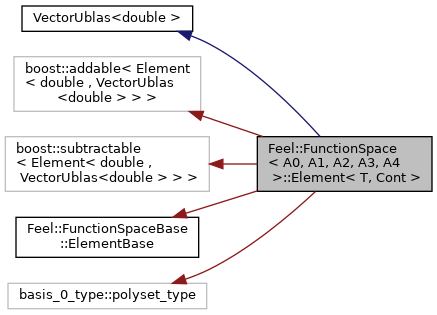 VectorUblas<double >
boost::addable< Element
< double , VectorUblas
<double > > >
boost::subtractable
< Element< double ,
VectorUblas<double > > >
Feel::FunctionSpaceBase
::ElementBase
basis_0_type::polyset_type
Feel::FunctionSpace
< A0, A1, A2, A3, A4
>::Element< T, Cont >